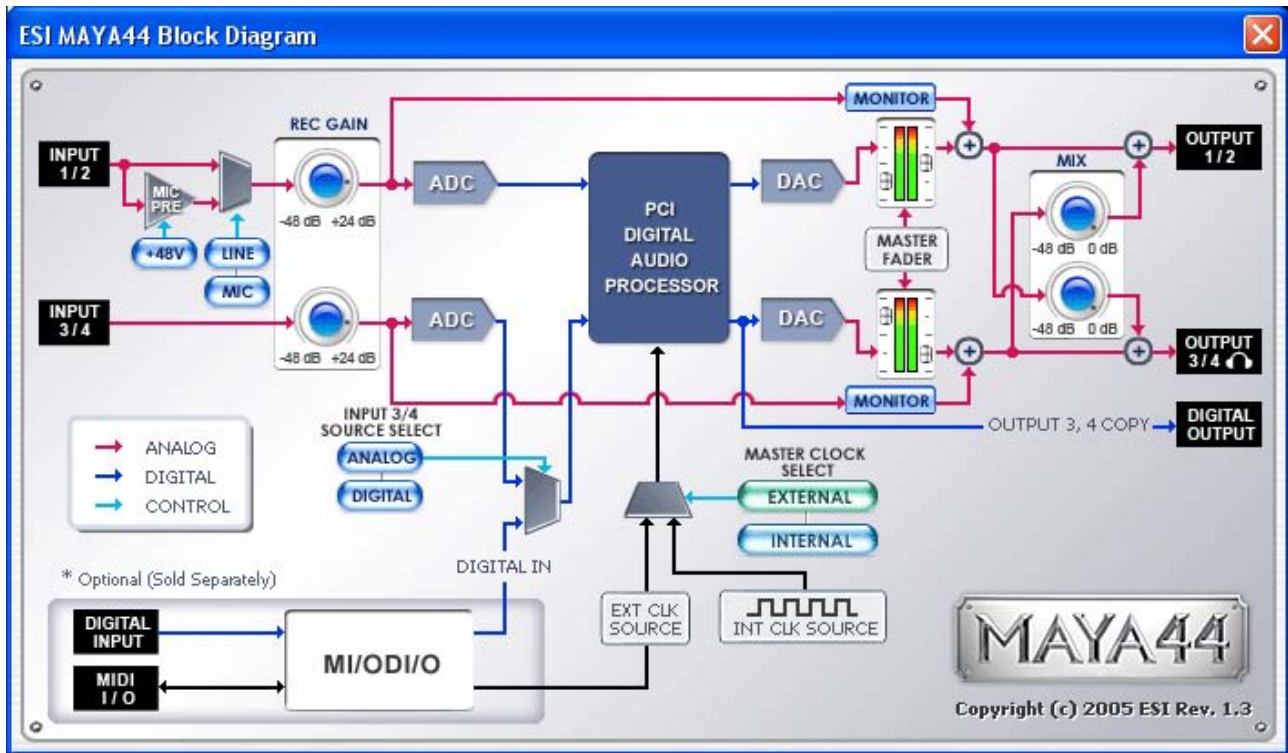 ESI MAYA44 Block Diagram
REC GAIN
INPUT
1/2
MIC
PRE
+48V
LINE
MIC
-48 dB +24 dB
ADC
PCI
DIGITAL
AUDIO
PROCESSOR
DAC
MONITOR
MASTER
FADER
MIX
-48 dB 0 dB
-48 dB 0 dB
OUTPUT
1/2
INPUT
3/4
-48 dB +24 dB
ADC
DAC
MONITOR
OUTPUT
3/4
OUTPUT 3, 4 COPY
DIGITAL
OUTPUT
ANALOG
DIGITAL
CONTROL
INPUT 3/4
SOURCE SELECT
ANALOG
DIGITAL
MASTER CLOCK
SELECT
EXTERNAL
INTERNAL
DIGITAL IN
* Optional (Sold Separately)
DIGITAL
INPUT
MIDI
I/O
MI/ODI/O
EXT CLK
SOURCE
INT CLK SOURCE
MAYA44
Copyright (c) 2005 ESI Rev. 1.3